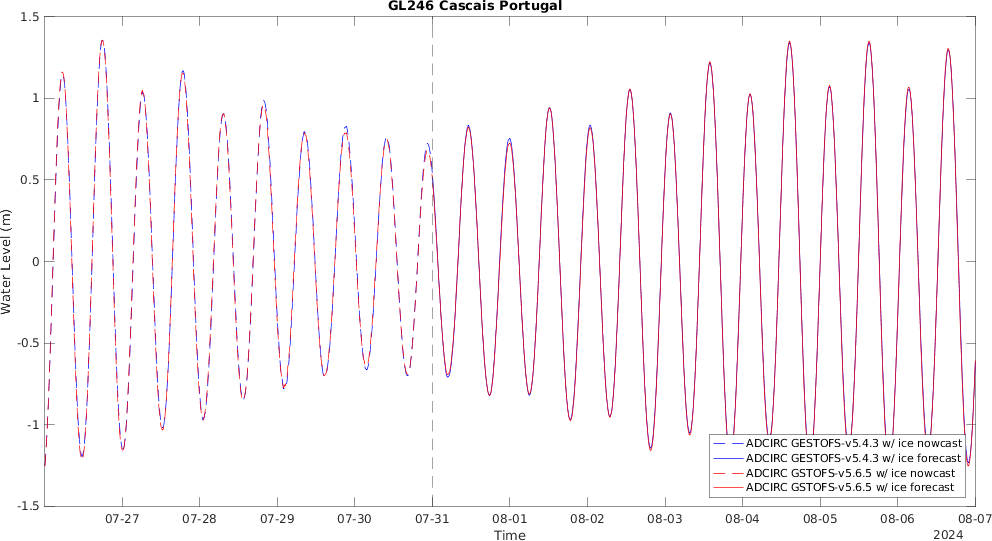 GL246 Cascais Portugal
1.5
1
0.5
0
-0.5
-1
-1.5
Water Level (m)
07-27 07-28 07-29 07-30 07-31 08-01 08-02 08-03 08-04 08-05 08-06 08-07
Time
2024
ADCIRC GESTOFS-v5.4.3 w/ ice nowcast
ADCIRC GESTOFS-v5.4.3 w/ ice forecast
ADCIRC GSTOFS-v5.6.5 w/ ice nowcast
ADCIRC GSTOFS-v5.6.5 w/ ice forecast